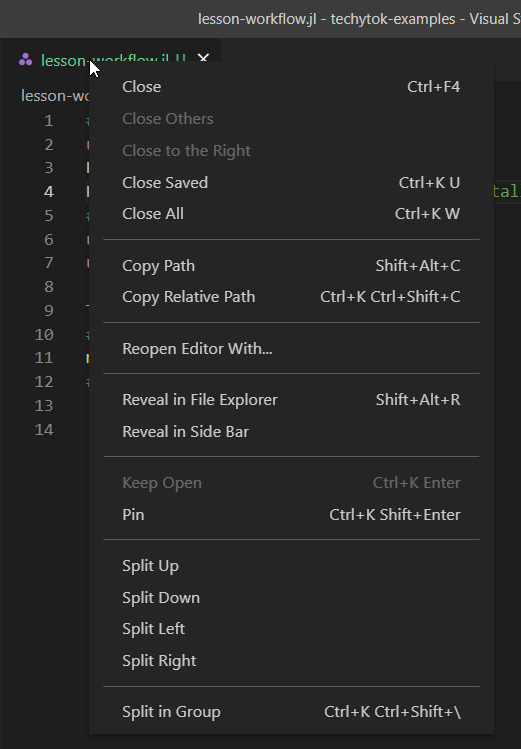 lesson-workflow.jl - techytok-examples - Visual S
lesson-workflow.jl U
Close Ctrl+F4
Close Others
Close to the Right
Close Saved Ctrl+K U
Close All Ctrl+K W
Copy Path Shift+Alt+C
Copy Relative Path Ctrl+K Ctrl+Shift+C
Reopen Editor With...
Reveal in File Explorer Shift+Alt+R
Reveal in Side Bar
Keep Open Ctrl+K Enter
Pin Ctrl+K Shift+Enter
Split Up
Split Down
Split Left
Split Right
Split in Group Ctrl+K Ctrl+Shift+\
lesson-wo
1 #
2 u
3
4 tal
5 #
6 u
7 u
8
9
10 #
11
12 #
13
14